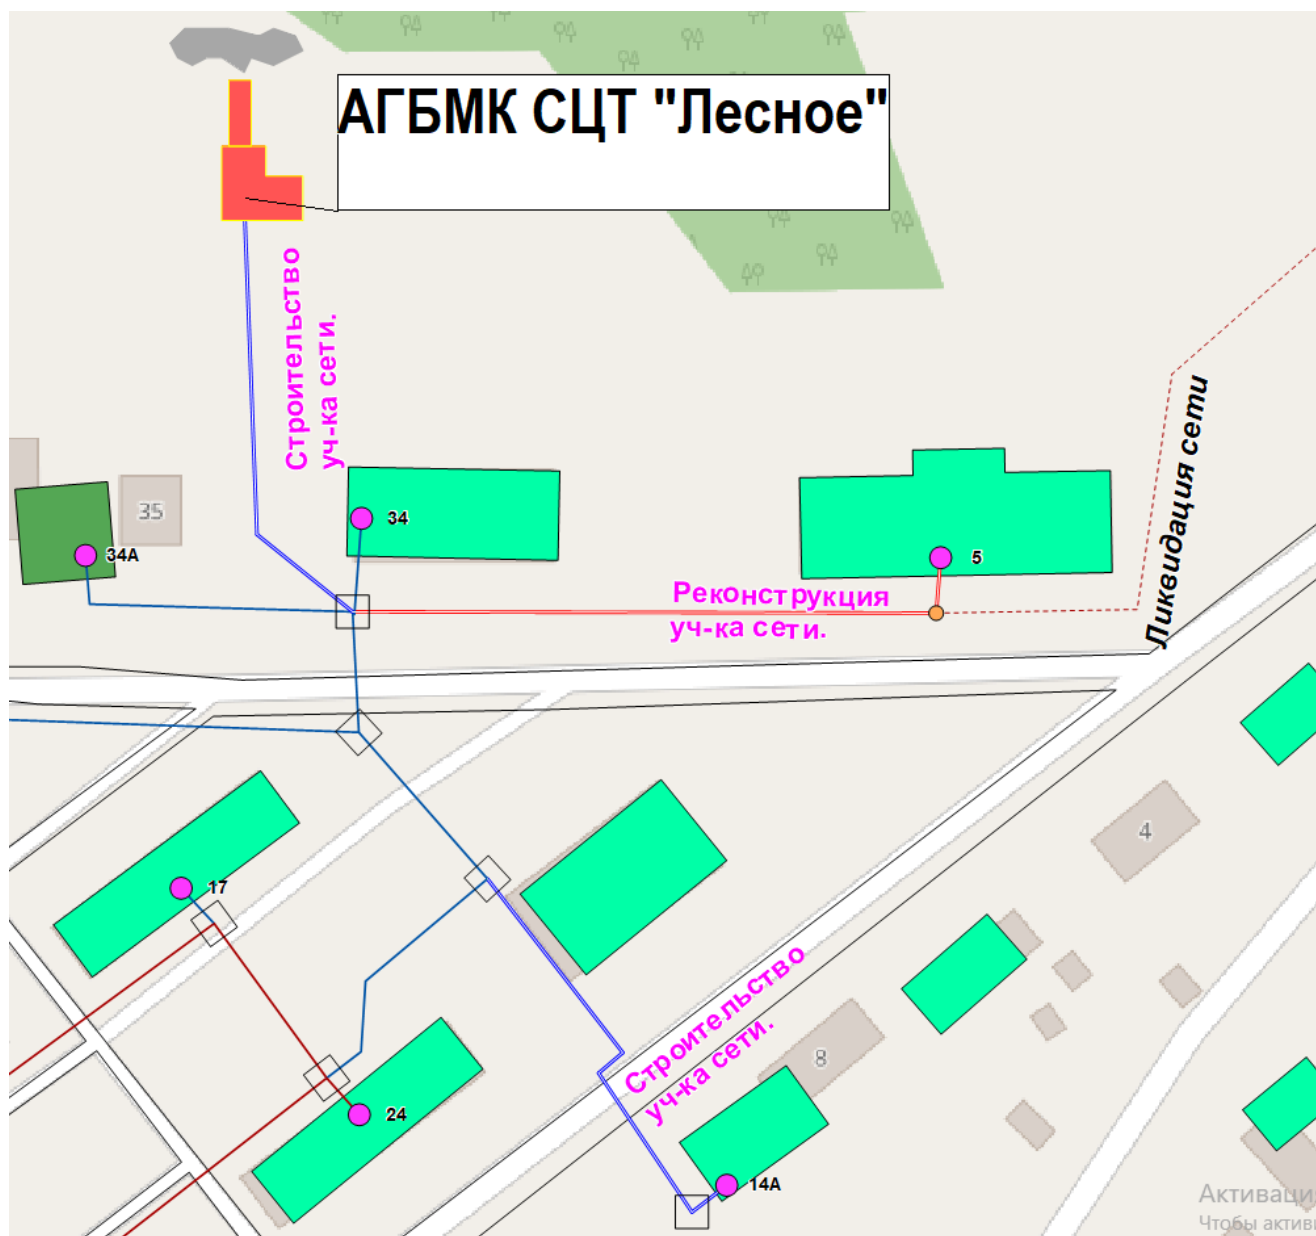 АГБМК СЦТ "Лесное"
Строительство
уч-ка сети.
Ликвидация сети
35
34
34А
5
Реконструкция
уч-ка сети.
4
17
Строительство
уч-ка сети.
8
24
14А
Активаци
Чтобы актив